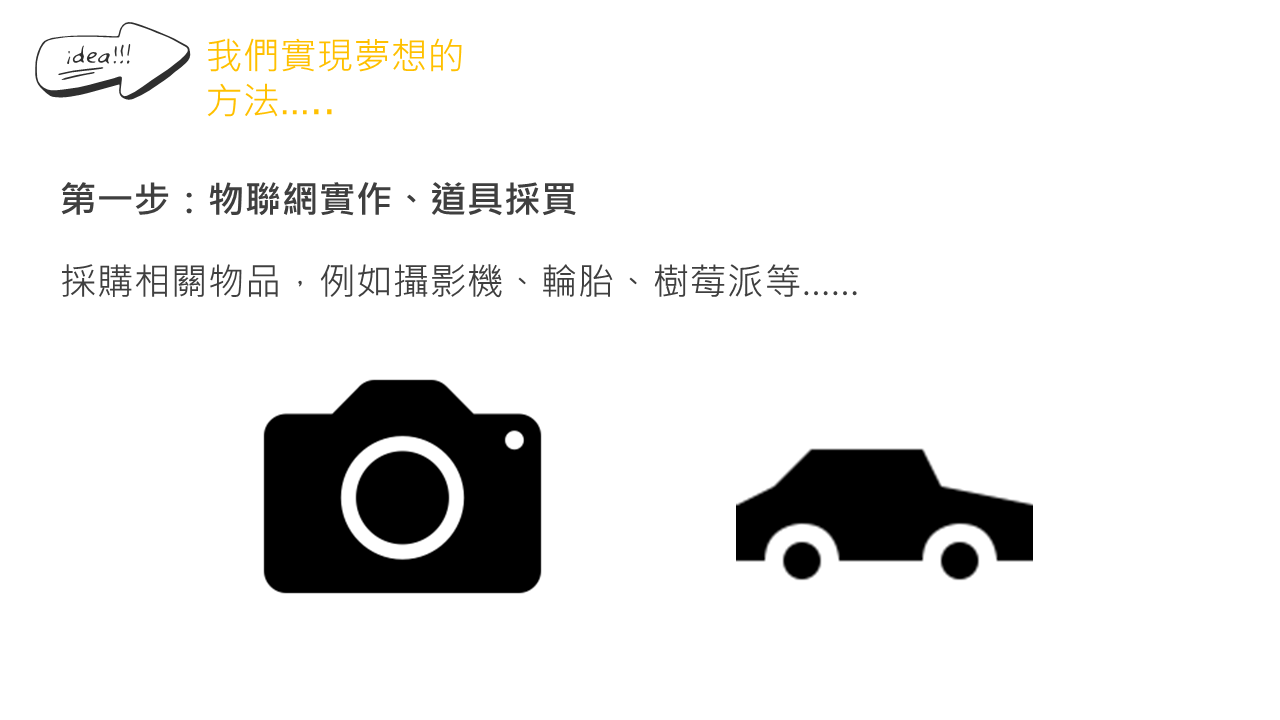 idea!!!
我們實現夢想的
方法…..
第一步：物聯網實作、道具採買
採購相關物品，例如攝影機、輪胎、樹莓派等……